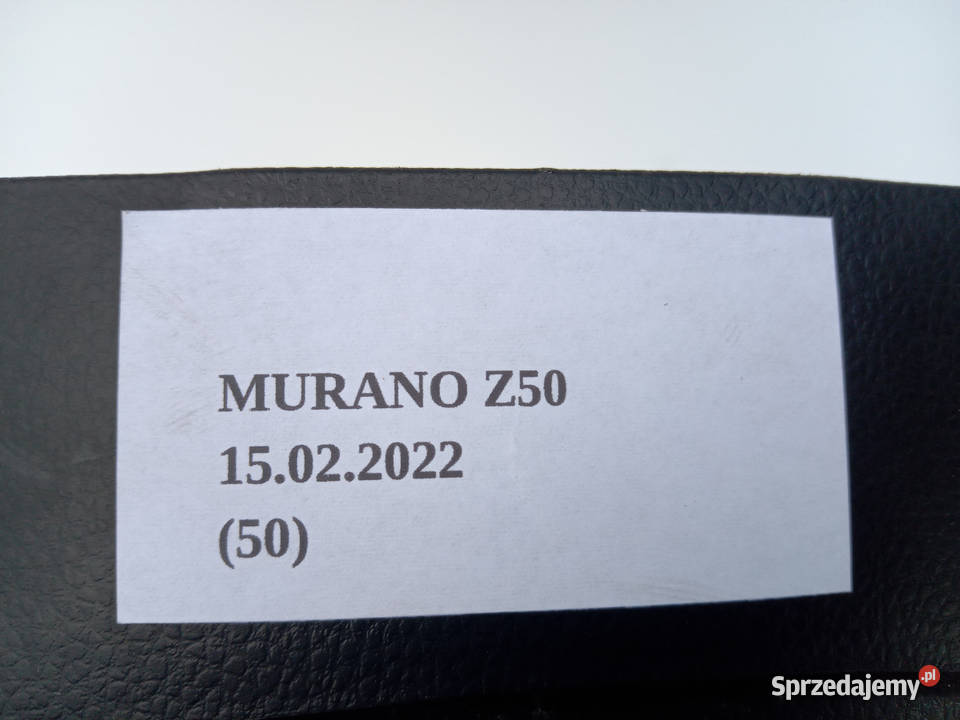 MURANO Z50
15.02.2022
(50)
Sprzedajemy.pl